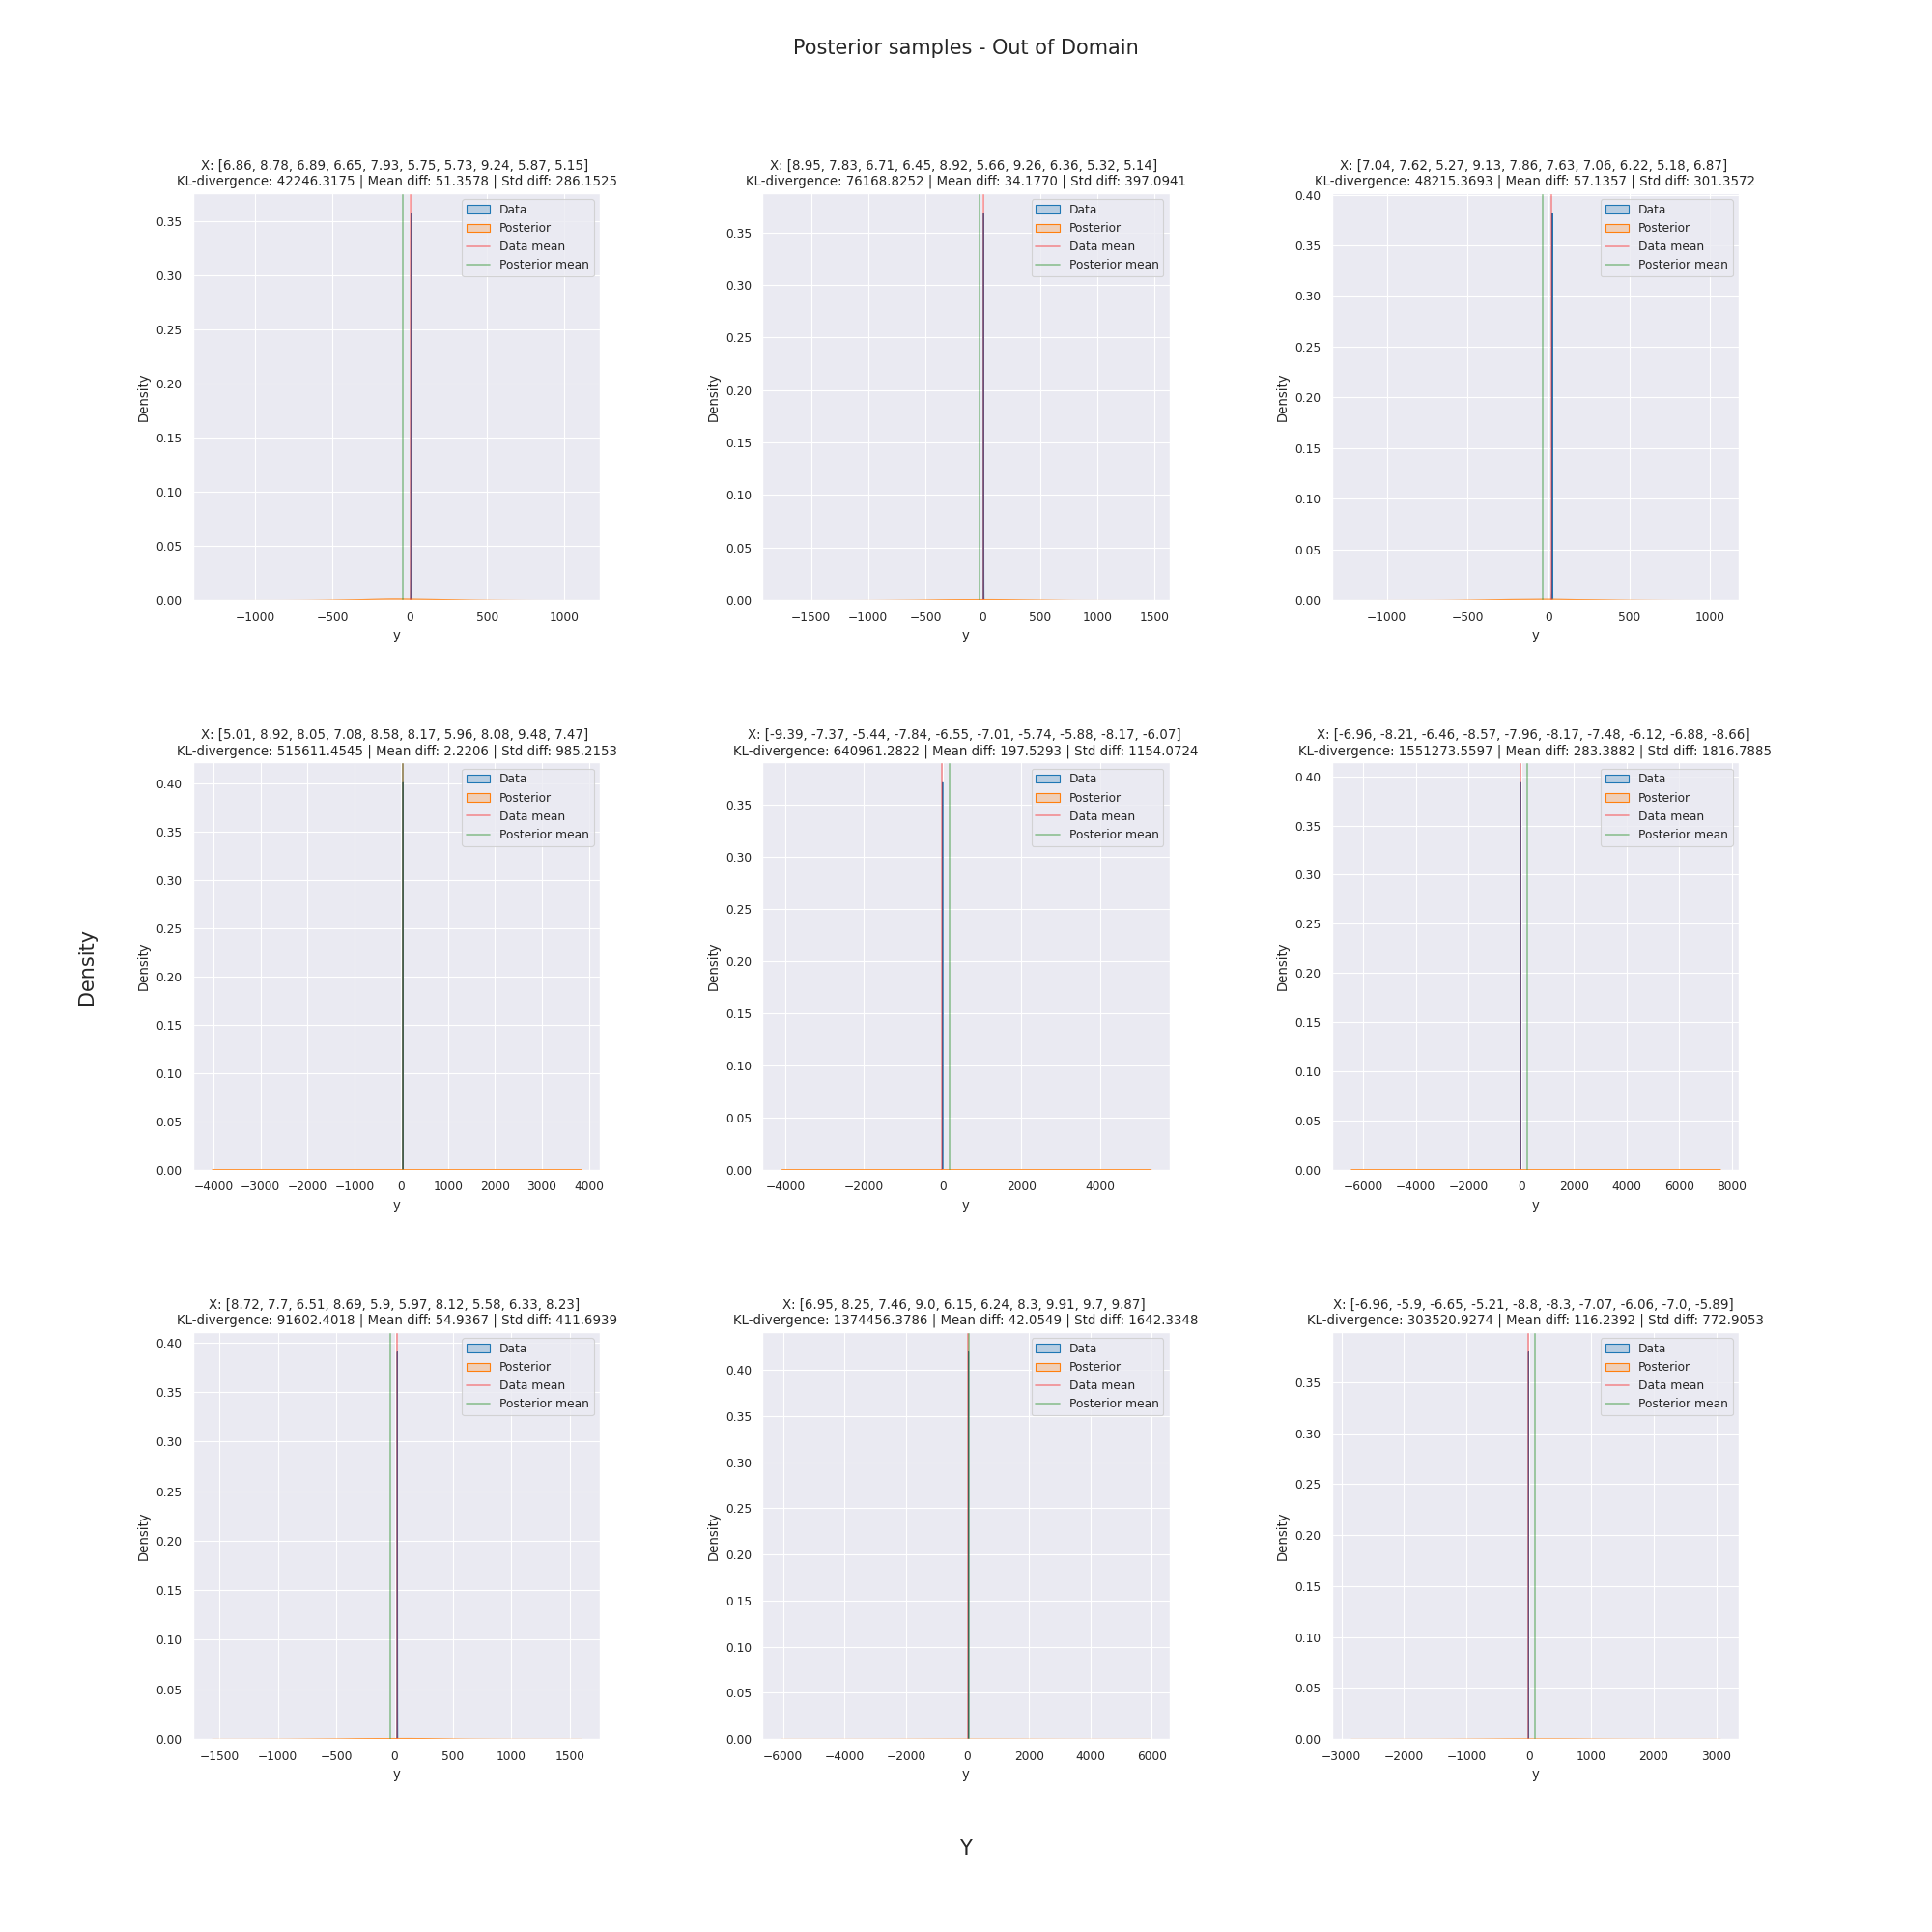 Posterior samples - Out of Domain
X: [6.86, 8.78, 6.89, 6.65, 7.93, 5.75, 5.73, 9.24, 5.87, 5.15]
KL-divergence: 42246.3175 | Mean diff: 51.3578 | Std diff: 286.1525
Data
Posterior
Data mean
Posterior mean
0.35
0.30
0.25
0.20
0.15
0.10
0.05
0.00
Density
−1000
−500
0
500
1000
y
X: [8.95, 7.83, 6.71, 6.45, 8.92, 5.66, 9.26, 6.36, 5.32, 5.14]
KL-divergence: 76168.8252 | Mean diff: 34.1770 | Std diff: 397.0941
Data
Posterior
Data mean
Posterior mean
0.35
0.30
0.25
0.20
0.15
0.10
0.05
0.00
Density
−1500
−1000
−500
0
500
1000
1500
y
X: [7.04, 7.62, 5.27, 9.13, 7.86, 7.63, 7.06, 6.22, 5.18, 6.87]
KL-divergence: 48215.3693 | Mean diff: 57.1357 | Std diff: 301.3572
Data
Posterior
Data mean
Posterior mean
0.40
0.35
0.30
0.25
0.20
0.15
0.10
0.05
0.00
Density
−1000
−500
0
500
1000
y
X: [5.01, 8.92, 8.05, 7.08, 8.58, 8.17, 5.96, 8.08, 9.48, 7.47]
KL-divergence: 515611.4545 | Mean diff: 2.2206 | Std diff: 985.2153
Data
Posterior
Data mean
Posterior mean
0.40
0.35
0.30
0.25
0.20
0.15
0.10
0.05
0.00
Density
−4000
−3000
−2000
−1000
0
1000
2000
3000
4000
y
X: [-9.39, -7.37, -5.44, -7.84, -6.55, -7.01, -5.74, -5.88, -8.17, -6.07]
KL-divergence: 640961.2822 | Mean diff: 197.5293 | Std diff: 1154.0724
Data
Posterior
Data mean
Posterior mean
0.35
0.30
0.25
0.20
0.15
0.10
0.05
0.00
Density
−4000
−2000
0
2000
4000
y
X: [-6.96, -8.21, -6.46, -8.57, -7.96, -8.17, -7.48, -6.12, -6.88, -8.66]
KL-divergence: 1551273.5597 | Mean diff: 283.3882 | Std diff: 1816.7885
Data
Posterior
Data mean
Posterior mean
0.40
0.35
0.30
0.25
0.20
0.15
0.10
0.05
0.00
Density
−6000
−4000
−2000
0
2000
4000
6000
8000
y
Density
X: [8.72, 7.7, 6.51, 8.69, 5.9, 5.97, 8.12, 5.58, 6.33, 8.23]
KL-divergence: 91602.4018 | Mean diff: 54.9367 | Std diff: 411.6939
Data
Posterior
Data mean
Posterior mean
0.40
0.35
0.30
0.25
0.20
0.15
0.10
0.05
0.00
Density
−1500
−1000
−500
0
500
1000
1500
y
X: [6.95, 8.25, 7.46, 9.0, 6.15, 6.24, 8.3, 9.91, 9.7, 9.87]
KL-divergence: 1374456.3786 | Mean diff: 42.0549 | Std diff: 1642.3348
Data
Posterior
Data mean
Posterior mean
0.40
0.35
0.30
0.25
0.20
0.15
0.10
0.05
0.00
Density
−6000
−4000
−2000
0
2000
4000
6000
y
X: [-6.96, -5.9, -6.65, -5.21, -8.8, -8.3, -7.07, -6.06, -7.0, -5.89]
KL-divergence: 303520.9274 | Mean diff: 116.2392 | Std diff: 772.9053
Data
Posterior
Data mean
Posterior mean
0.35
0.30
0.25
0.20
0.15
0.10
0.05
0.00
Density
−3000
−2000
−1000
0
1000
2000
3000
y
Y